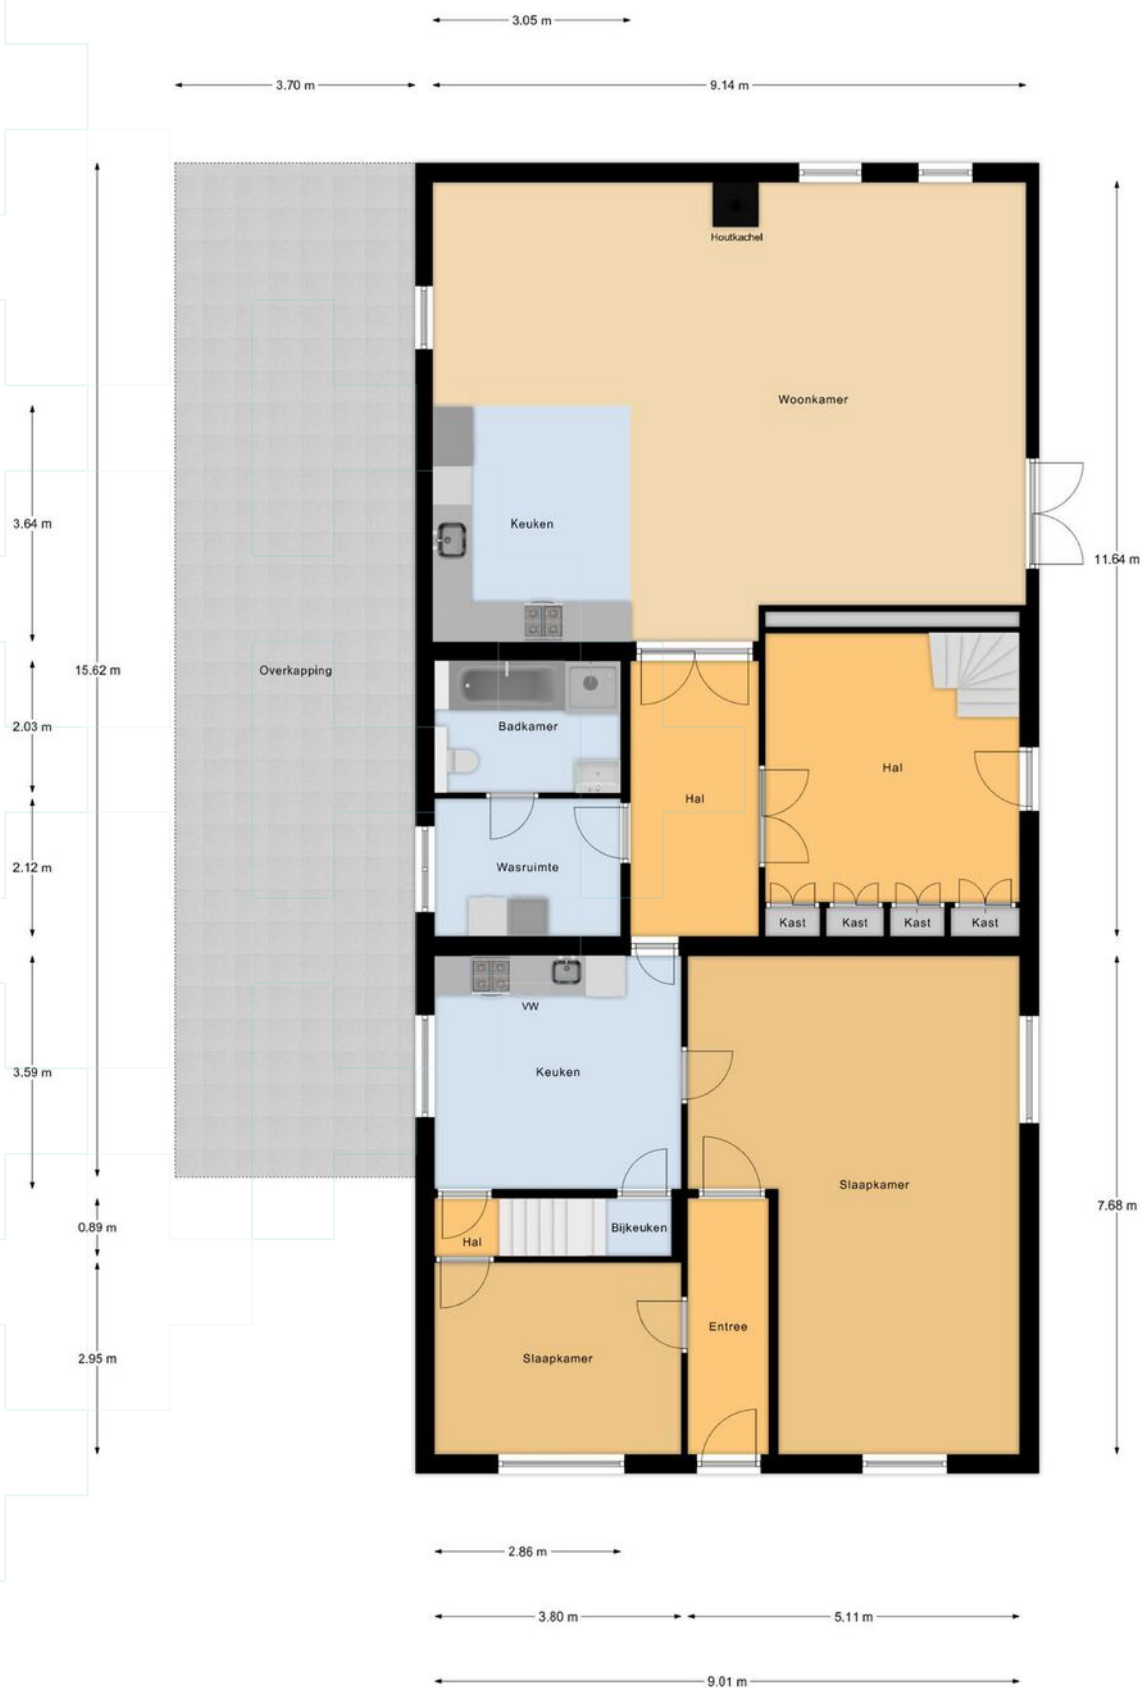 3.05 m
3.70 m
9.14 m
Houtkachel
Woonkamer
Keuken
3.64 m
11.64 m
Overkapping
15.62 m
Badkamer
2.03 m
Hal
Hal
Wasruimte
2.12 m
Kast
Kast
Kast
Kast
VW
Keuken
3.59 m
Slaapkamer
7.68 m
0.89 m
Hal
Bijkeuken
Entree
Slaapkamer
2.95 m
2.86 m
3.80 m
5.11 m
9.01 m